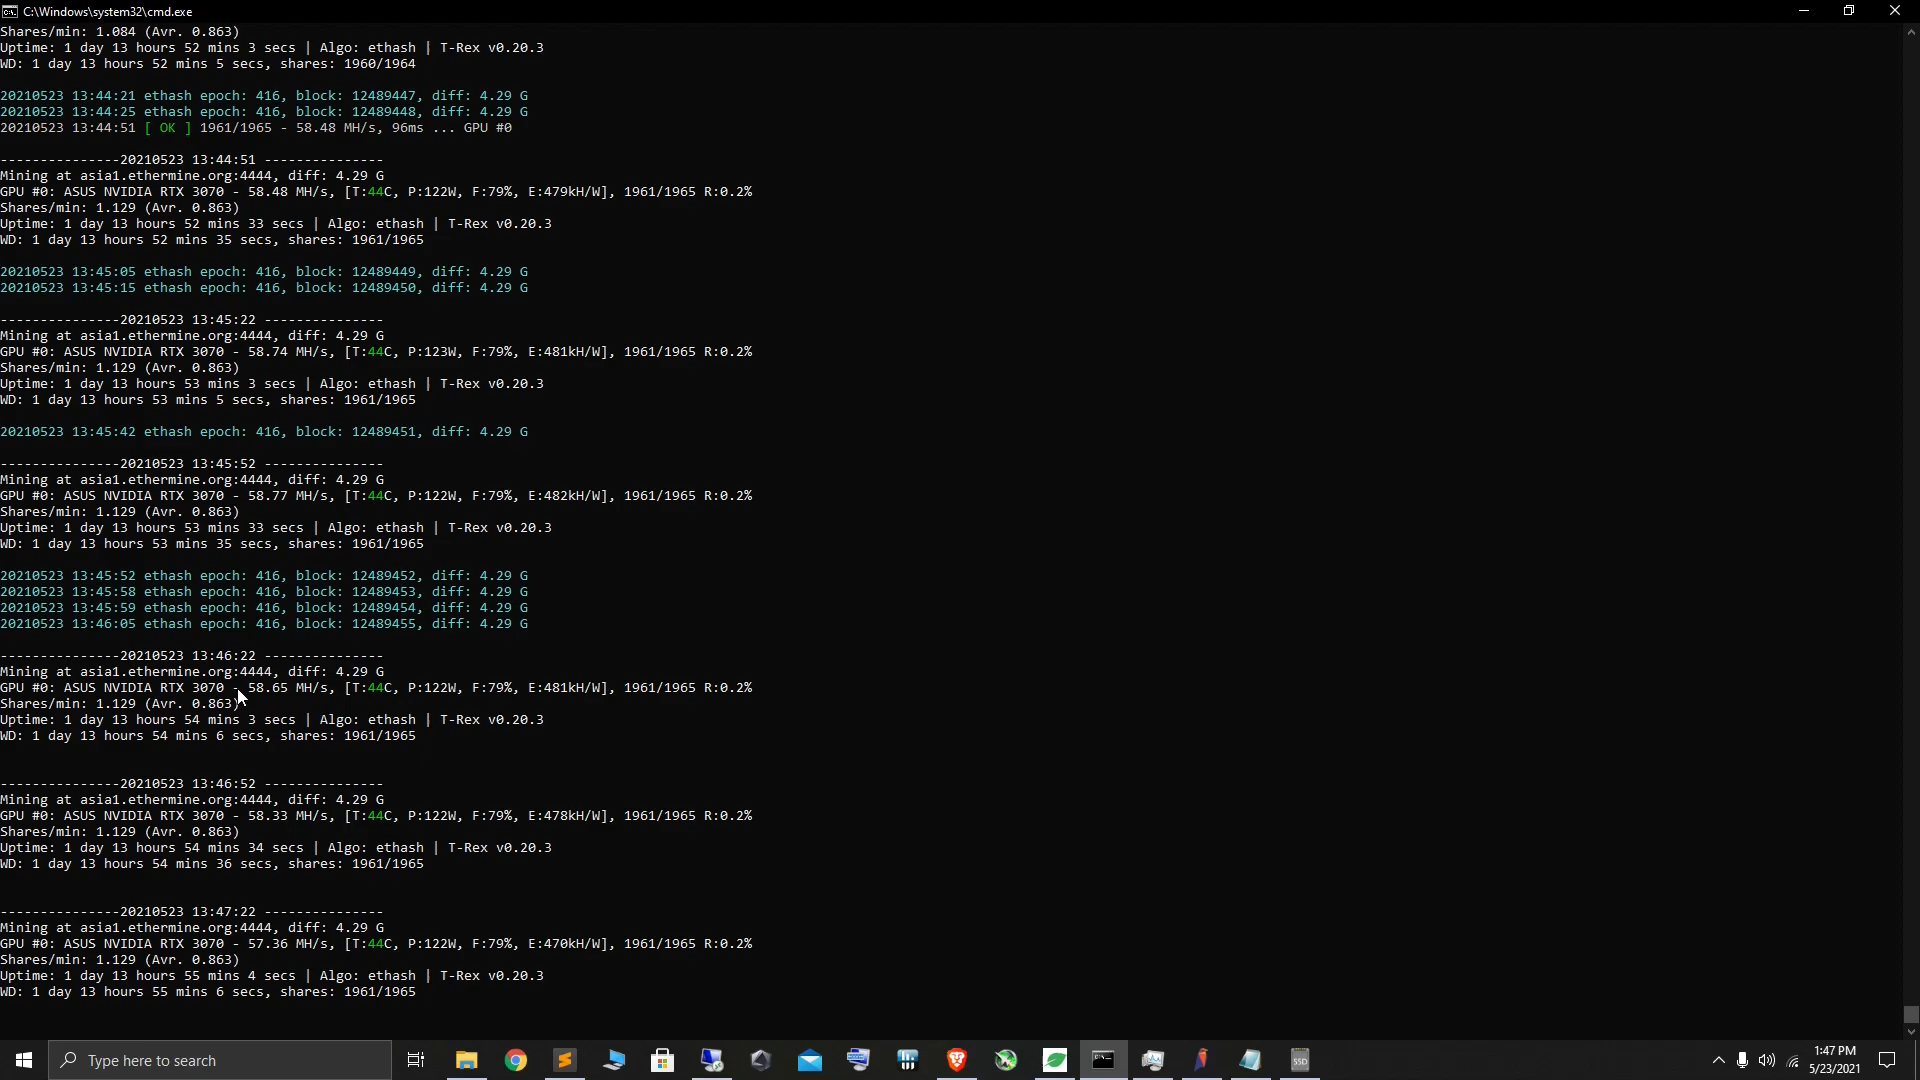 C:\Windows\system32\cmd.exe
Shares/min: 1.084 (Avr. 0.863)
Uptime: 1 day 13 hours 52 mins 3 secs | Algo: ethash | T-Rex v0.20.3
WD: 1 day 13 hours 52 mins 5 secs, shares: 1960/1964
20210523 13:44:21 ethash epoch: 416, block: 12489447, diff: 4.29 G
20210523 13:44:25 ethash epoch: 416, block: 12489448, diff: 4.29 G
20210523 13:44:51 [ OK ] 1961/1965 - 58.48 MH/s, 96ms ... GPU #0
---------------20210523 13:44:51 ---------------
Mining at asia1.ethermine.org:4444, diff: 4.29 G
GPU #0: ASUS NVIDIA RTX 3070 - 58.48 MH/s, [T:44C, P:122W, F:79%, E:479kH/W], 1961/1965 R:0.2%
Shares/min: 1.129 (Avr. 0.863)
Uptime: 1 day 13 hours 52 mins 33 secs | Algo: ethash | T-Rex v0.20.3
WD: 1 day 13 hours 52 mins 35 secs, shares: 1961/1965
20210523 13:45:05 ethash epoch: 416, block: 12489449, diff: 4.29 G
20210523 13:45:15 ethash epoch: 416, block: 12489450, diff: 4.29 G
---------------20210523 13:45:22 ---------------
Mining at asia1.ethermine.org:4444, diff: 4.29 G
GPU #0: ASUS NVIDIA RTX 3070 - 58.74 MH/s, [T:44C, P:123W, F:79%, E:481kH/W], 1961/1965 R:0.2%
Shares/min: 1.129 (Avr. 0.863)
Uptime: 1 day 13 hours 53 mins 3 secs | Algo: ethash | T-Rex v0.20.3
WD: 1 day 13 hours 53 mins 5 secs, shares: 1961/1965
20210523 13:45:42 ethash epoch: 416, block: 12489451, diff: 4.29 G
---------------20210523 13:45:52 ---------------
Mining at asia1.ethermine.org:4444, diff: 4.29 G
GPU #0: ASUS NVIDIA RTX 3070 - 58.77 MH/s, [T:44C, P:122W, F:79%, E:482kH/W], 1961/1965 R:0.2%
Shares/min: 1.129 (Avr. 0.863)
Uptime: 1 day 13 hours 53 mins 33 secs | Algo: ethash | T-Rex v0.20.3
WD: 1 day 13 hours 53 mins 35 secs, shares: 1961/1965
20210523 13:45:52 ethash epoch: 416, block: 12489452, diff: 4.29 G
20210523 13:45:58 ethash epoch: 416, block: 12489453, diff: 4.29 G
20210523 13:45:59 ethash epoch: 416, block: 12489454, diff: 4.29 G
20210523 13:46:05 ethash epoch: 416, block: 12489455, diff: 4.29 G
---------------20210523 13:46:22 ---------------
Mining at asia1.ethermine.org:4444, diff: 4.29 G
GPU #0: ASUS NVIDIA RTX 3070 - 58.65 MH/s, [T:44C, P:122W, F:79%, E:481kH/W], 1961/1965 R:0.2%
Shares/min: 1.129 (Avr. 0.863)
Uptime: 1 day 13 hours 54 mins 3 secs | Algo: ethash | T-Rex v0.20.3
WD: 1 day 13 hours 54 mins 6 secs, shares: 1961/1965
---------------20210523 13:46:52 ---------------
Mining at asia1.ethermine.org:4444, diff: 4.29 G
GPU #0: ASUS NVIDIA RTX 3070 - 58.33 MH/s, [T:44C, P:122W, F:79%, E:478kH/W], 1961/1965 R:0.2%
Shares/min: 1.129 (Avr. 0.863)
Uptime: 1 day 13 hours 54 mins 34 secs | Algo: ethash | T-Rex v0.20.3
WD: 1 day 13 hours 54 mins 36 secs, shares: 1961/1965
---------------20210523 13:47:22 ---------------
Mining at asia1.ethermine.org:4444, diff: 4.29 G
GPU #0: ASUS NVIDIA RTX 3070 - 57.36 MH/s, [T:44C, P:122W, F:79%, E:470kH/W], 1961/1965 R:0.2%
Shares/min: 1.129 (Avr. 0.863)
Uptime: 1 day 13 hours 55 mins 4 secs | Algo: ethash | T-Rex v0.20.3
WD: 1 day 13 hours 55 mins 6 secs, shares: 1961/1965
Type here to search
SSD
1:47 PM
5/23/2021